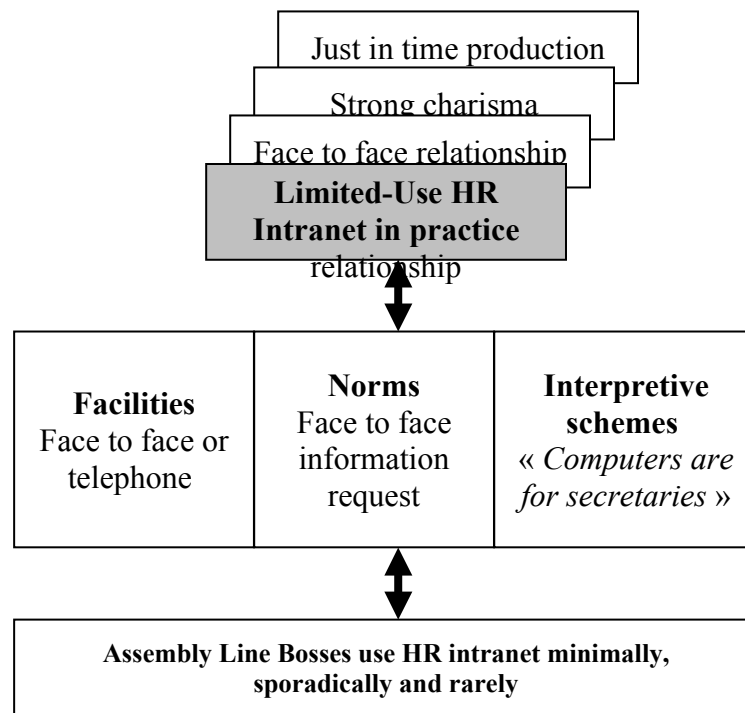 Just in time production
Strong charisma
Face to face relationship
Limited-Use HR
Intranet in practice
relationship
Facilities
Face to face or
telephone
Norms
Face to face
information
request
Interpretive
schemes
« Computers are
for secretaries »
Assembly Line Bosses use HR intranet minimally,
sporadically and rarely